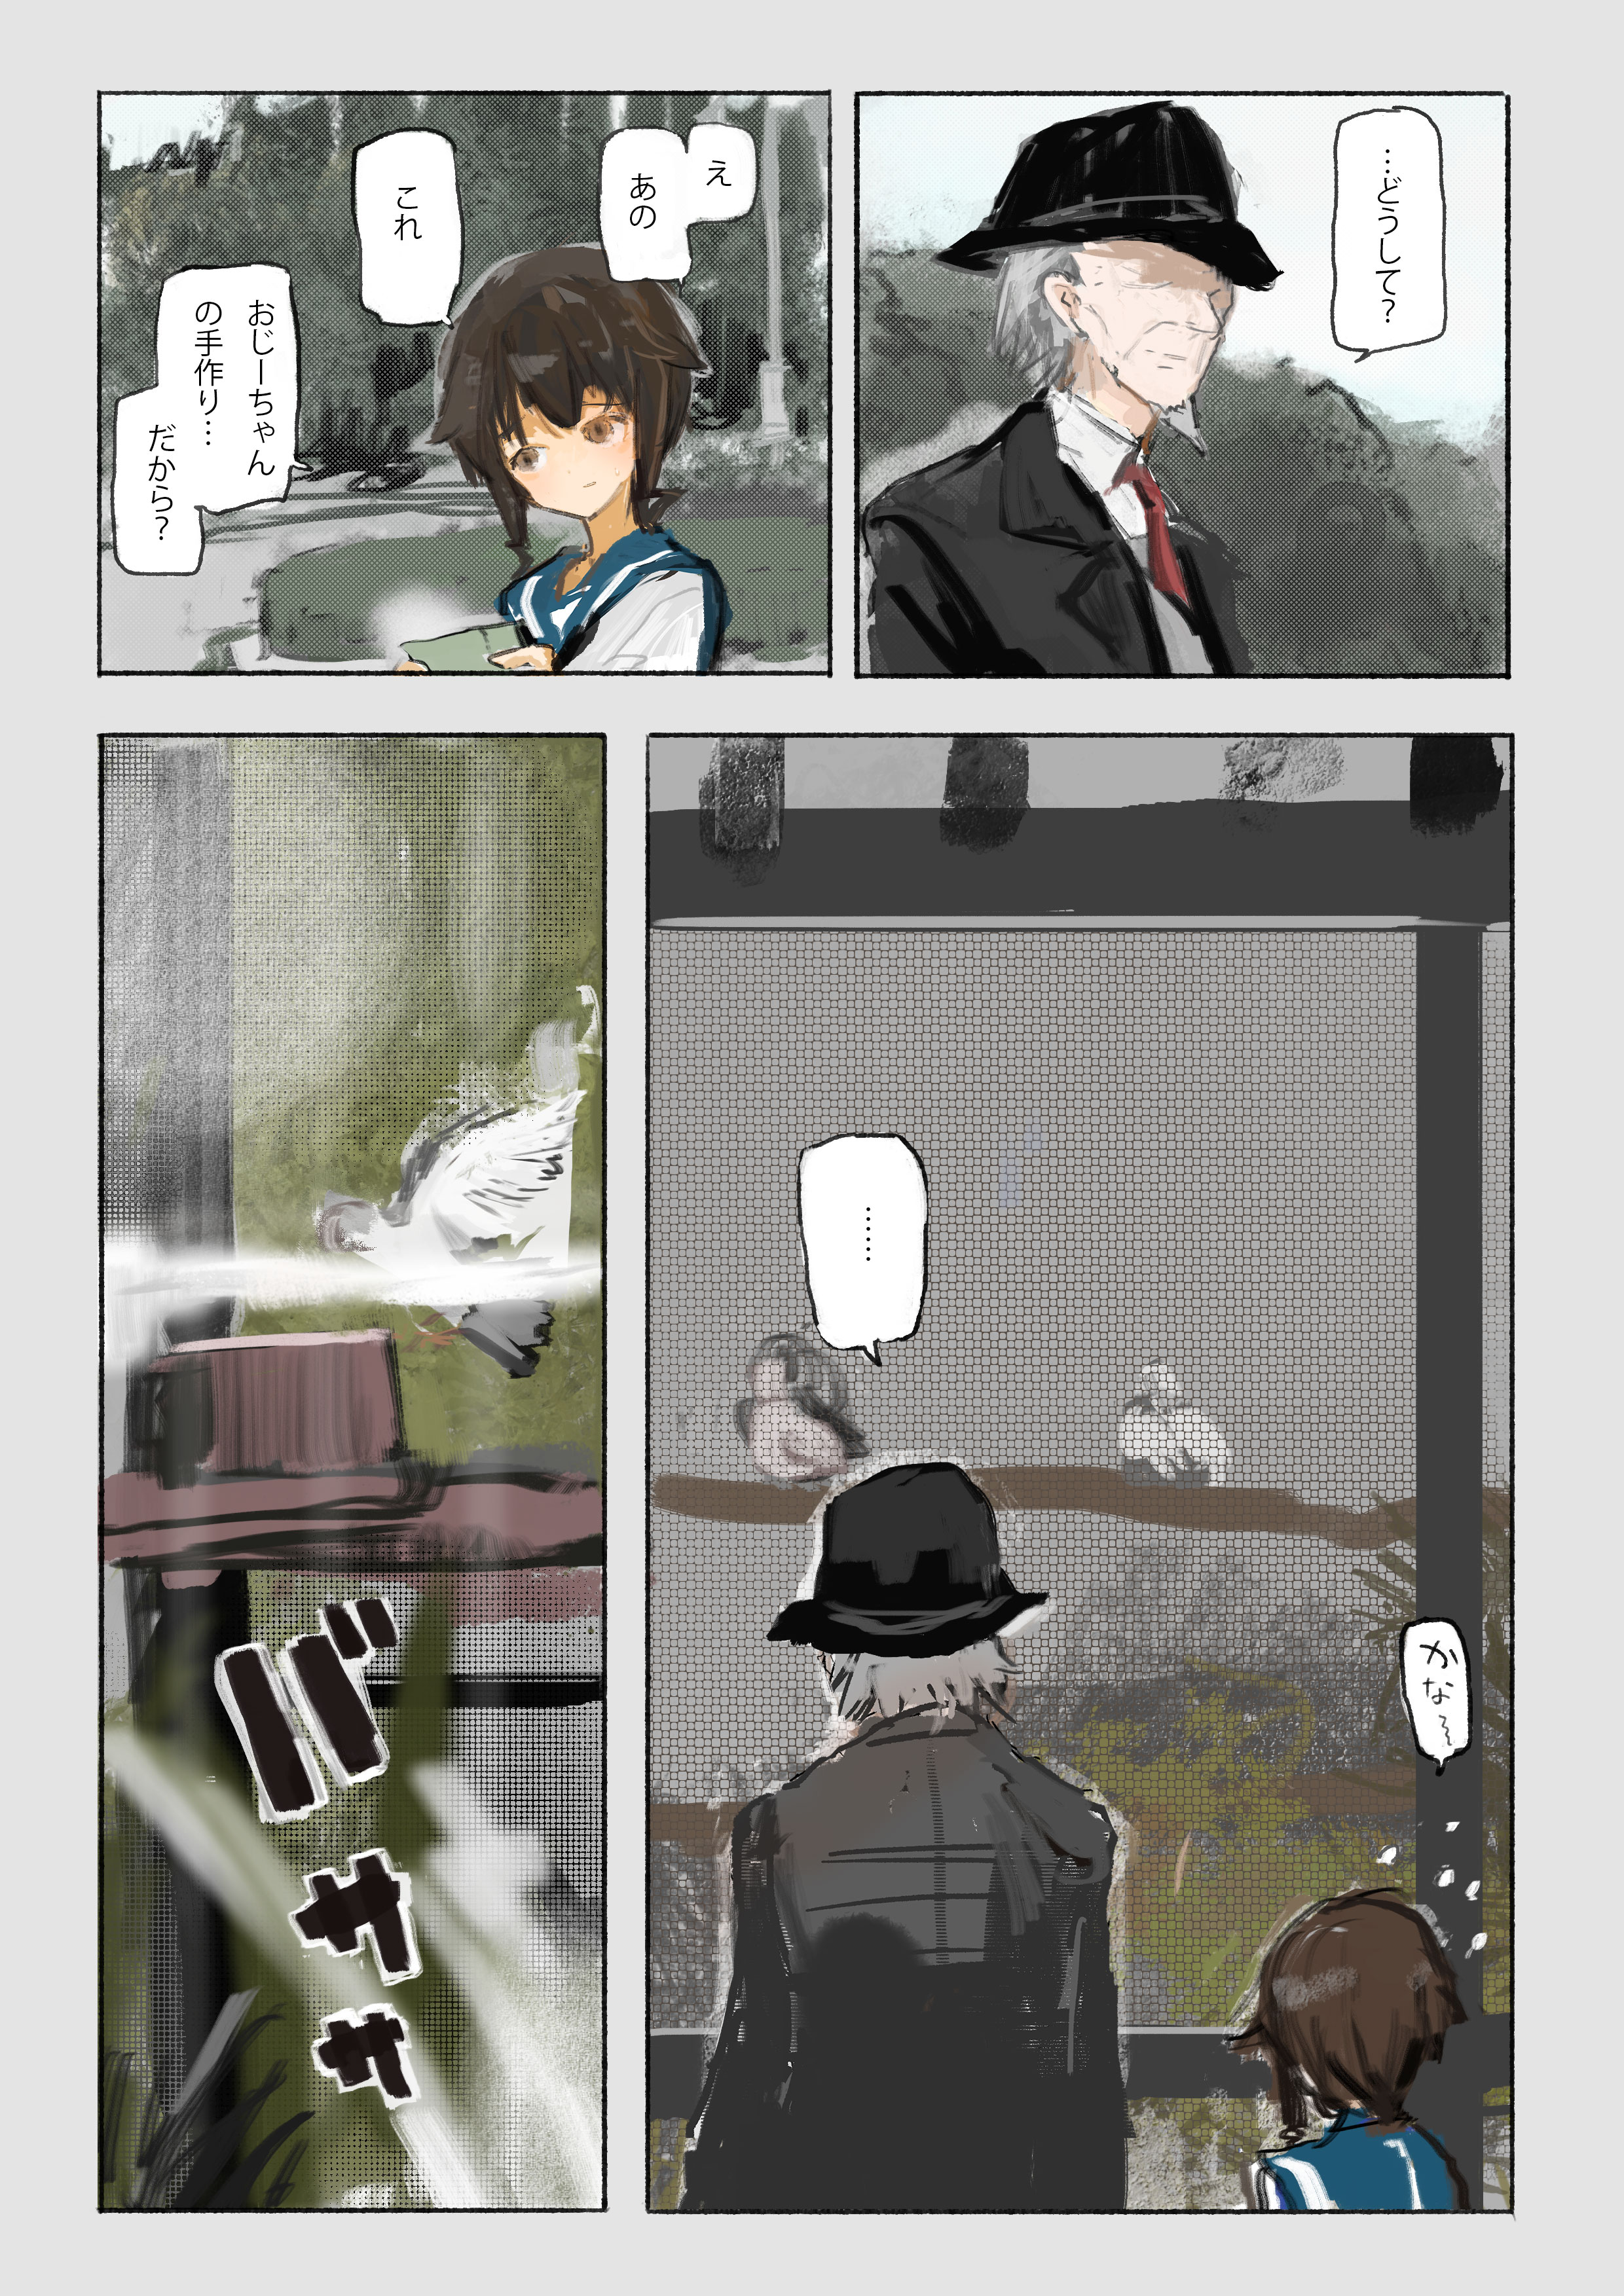 …どうして?
え
あの
これ
おじーちゃん
の手作り…
だから?
……
かな〜
バサササ